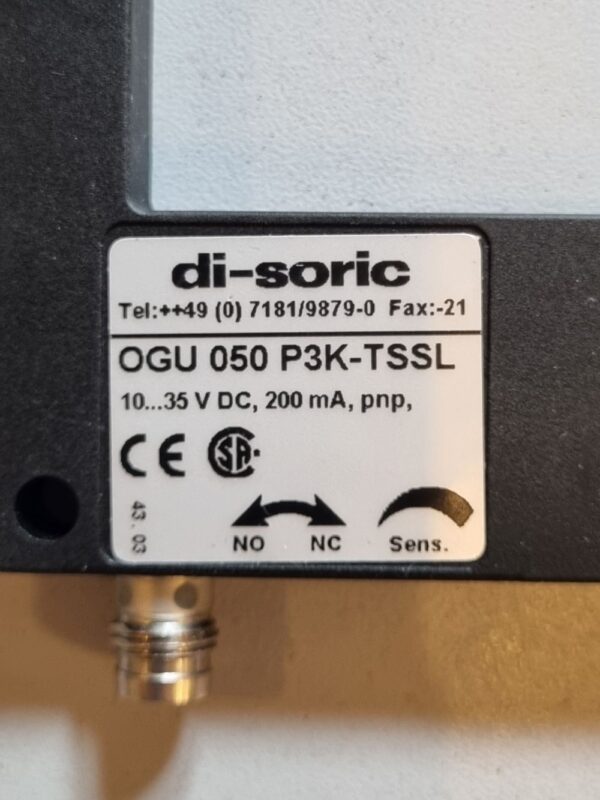 di-soric
Tel:++49 (0) 7181/9879-0 Fax:-21
OGU 050 P3K-TSSL
10...35 V DC, 200 mA, pnp,
CE SA
43. 03
NO NC Sens.